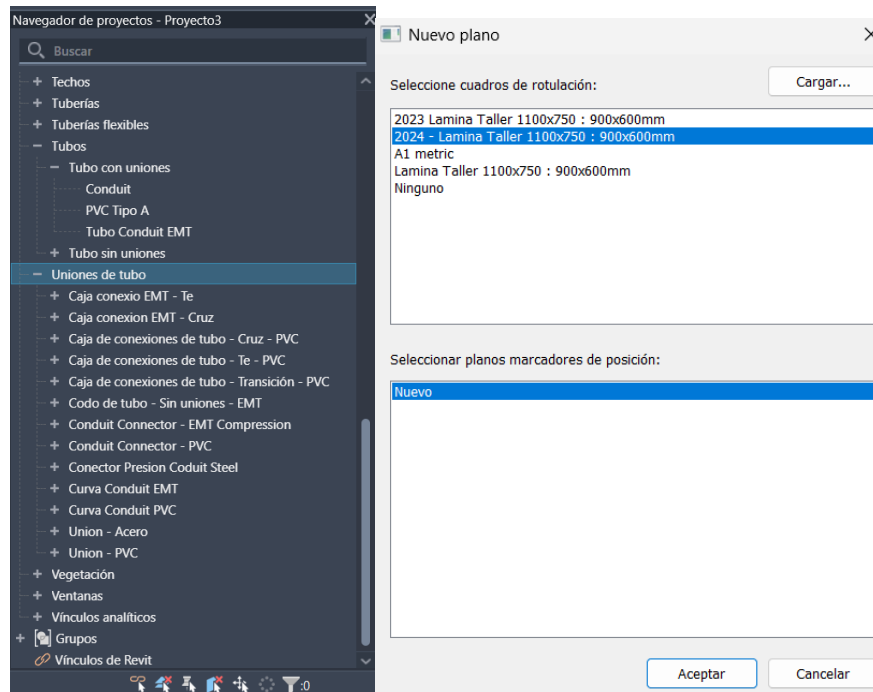 Navegador de proyectos - Proyecto3
Buscar
Techos
Tuberías
Tuberías flexibles
Tubos
Tubo con uniones
Conduit
PVC Tipo A
Tubo Conduit EMT
Tubo sin uniones
Uniones de tubo
Caja conexio EMT - Te
Caja conexion EMT - Cruz
Caja de conexiones de tubo - Cruz - PVC
Caja de conexiones de tubo - Te - PVC
Caja de conexiones de tubo - Transición - PVC
Codo de tubo - Sin uniones - EMT
Conduit Connector - EMT Compression
Conduit Connector - PVC
Conector Presion Coduit Steel
Curva Conduit EMT
Curva Conduit PVC
Union - Acero
Union - PVC
Vegetación
Ventanas
Vínculos analíticos
Grupos
Vínculos de Revit
:0
Nuevo plano
Seleccione cuadros de rotulación:
Cargar...
2023 Lamina Taller 1100x750 : 900x600mm
2024 - Lamina Taller 1100x750 : 900x600mm
A1 metric
Lamina Taller 1100x750 : 900x600mm
Ninguno
Seleccionar planos marcadores de posición:
Nuevo
Aceptar
Cancelar